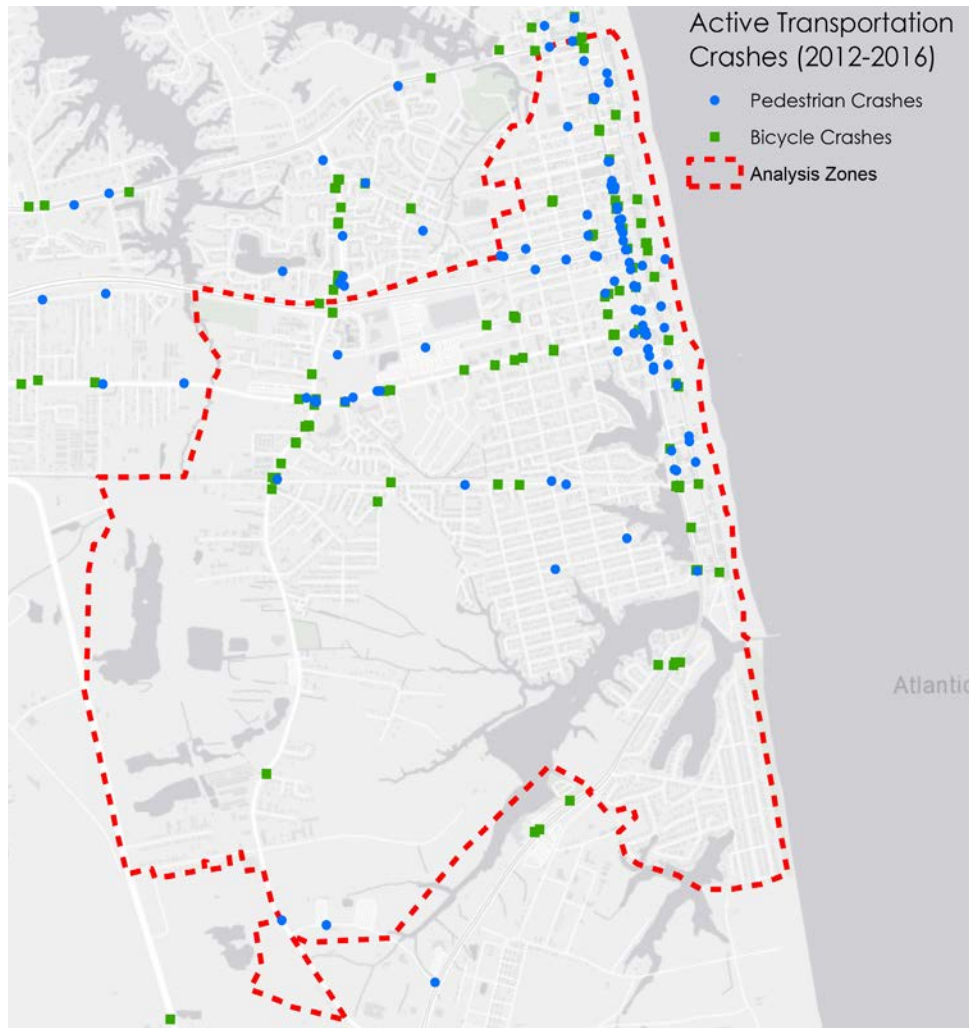 Active Transportation
Crashes (2012-2016)
Pedestrian Crashes
Bicycle Crashes
Analysis Zones
Atlantic